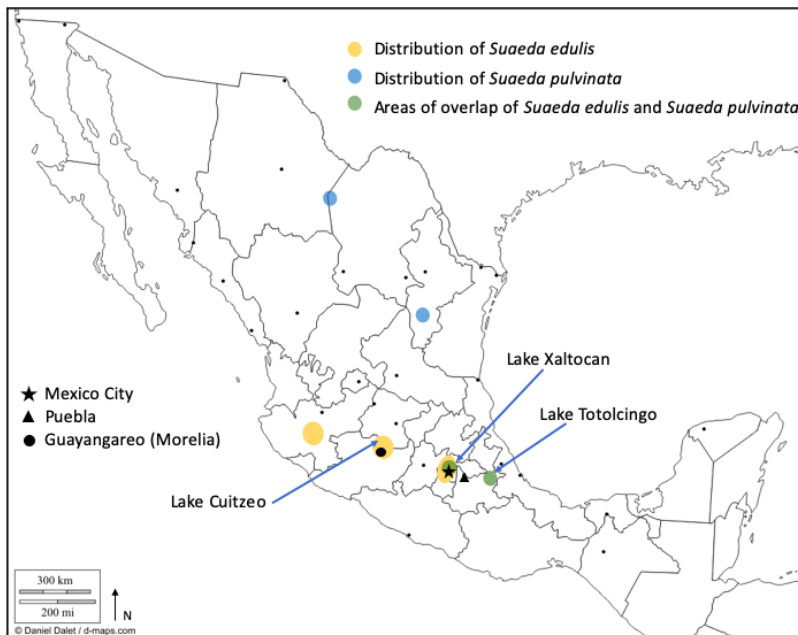 Distribution of Suaeda edulis
Distribution of Suaeda pulvinata
Areas of overlap of Suaeda edulis and Suaeda pulvinata
Lake Xaltocan
Mexico City
Puebla
Guayangareo (Morelia)
Lake Totolcingo
Lake Cuitzeo
300 km
200 mi
N
© Daniel Dalet / d-maps.com